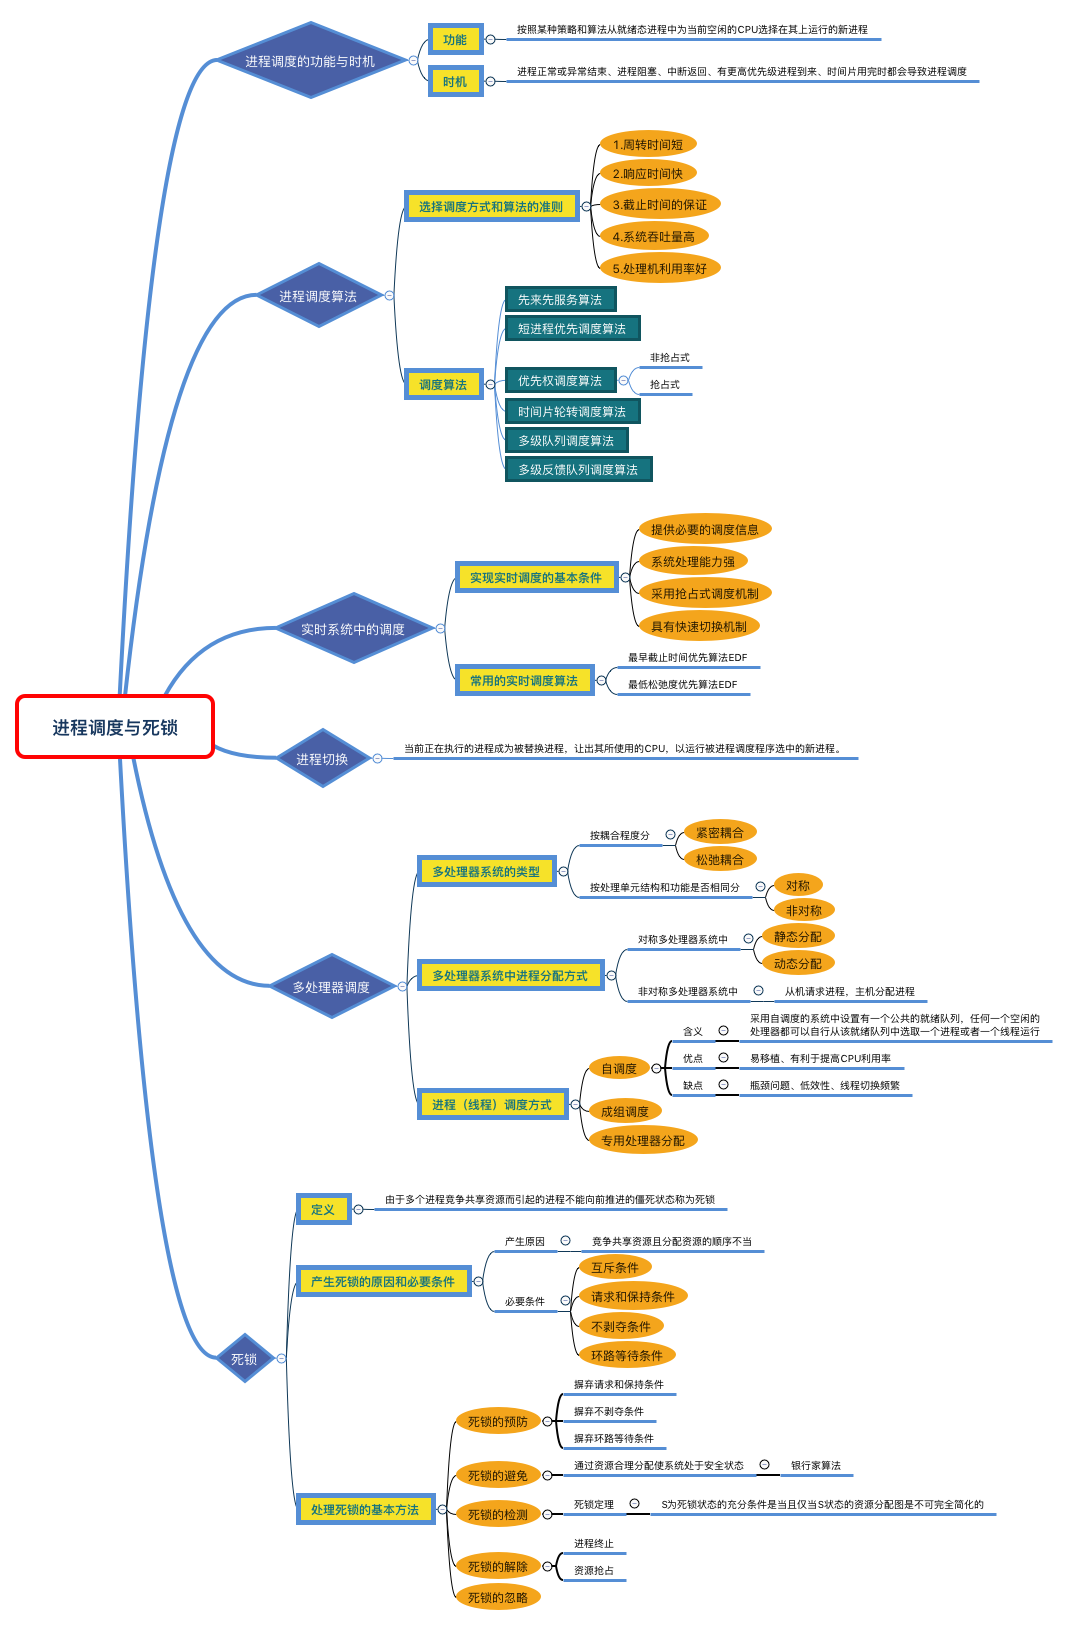 进程调度与死锁
进程调度的功能与时机
功能
按照某种策略和算法从就绪态进程中为当前空闲的CPU选择在其上运行的新进程
时机
进程正常或异常结束、进程阻塞、中断返回、有更高优先级进程到来、时间片用完时都会导致进程调度
进程调度算法
选择调度方式和算法的准则
1.周转时间短
2.响应时间快
3.截止时间的保证
4.系统吞吐量高
5.处理机利用率好
调度算法
先来先服务算法
短进程优先调度算法
优先权调度算法
非抢占式
抢占式
时间片轮转调度算法
多级队列调度算法
多级反馈队列调度算法
实时系统中的调度
实现实时调度的基本条件
提供必要的调度信息
系统处理能力强
采用抢占式调度机制
具有快速切换机制
常用的实时调度算法
最早截止时间优先算法EDF
最低松弛度优先算法EDF
进程切换
当前正在执行的进程成为被替换进程，让出其所使用的CPU，以运行被进程调度程序选中的新进程。
多处理器调度
多处理器系统的类型
按耦合程度分
紧密耦合
松弛耦合
按处理单元结构和功能是否相同分
对称
非对称
多处理器系统中进程分配方式
对称多处理器系统中
静态分配
动态分配
非对称多处理器系统中
从机请求进程，主机分配进程
进程（线程）调度方式
自调度
含义
采用自调度的系统中设置有一个公共的就绪队列，任何一个空闲的
处理器都可以自行从该就绪队列中选取一个进程或者一个线程运行
优点
易移植、有利于提高CPU利用率
缺点
瓶颈问题、低效性、线程切换频繁
成组调度
专用处理器分配
死锁
定义
由于多个进程竞争共享资源而引起的进程不能向前推进的僵死状态称为死锁
产生死锁的原因和必要条件
产生原因
竞争共享资源且分配资源的顺序不当
必要条件
互斥条件
请求和保持条件
不剥夺条件
环路等待条件
处理死锁的基本方法
死锁的预防
摒弃请求和保持条件
摒弃不剥夺条件
摒弃环路等待条件
死锁的避免
通过资源合理分配使系统处于安全状态
银行家算法
死锁的检测
死锁定理
S为死锁状态的充分条件是当且仅当S状态的资源分配图是不可完全简化的
死锁的解除
进程终止
资源抢占
死锁的忽略